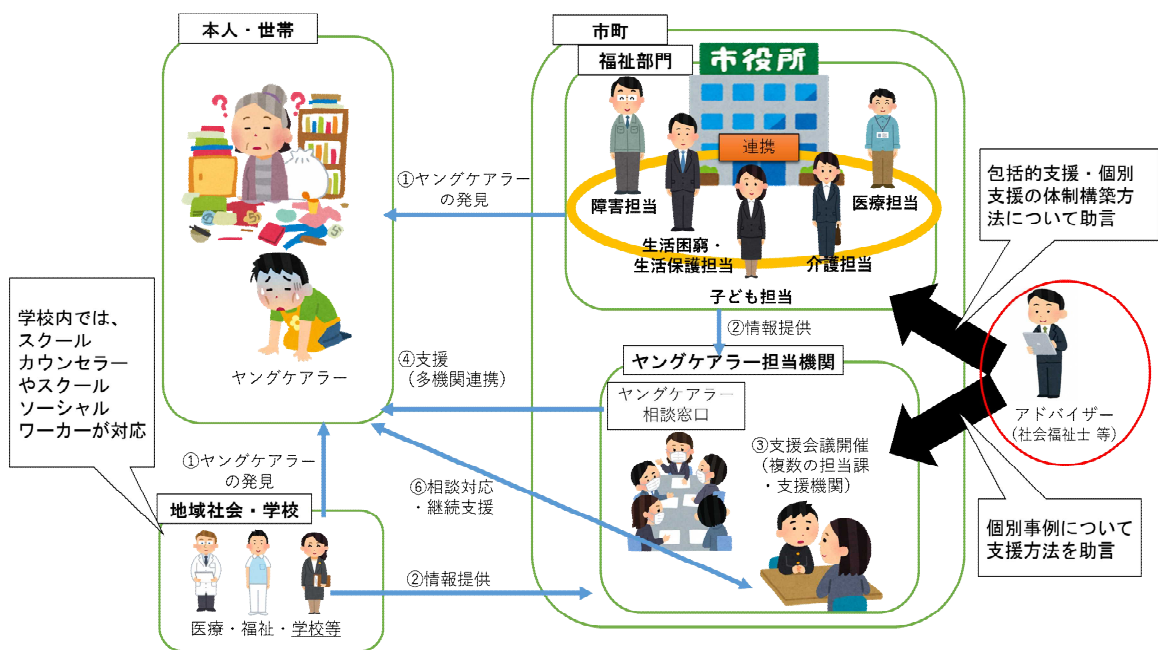 本人・世帯
ヤングケアラー
市町
福祉部門
市役所
連携
障害担当
医療担当
生活困窮・
生活保護担当
介護担当
子ども担当
①ヤングケアラー
の発見
包括的支援・個別
支援の体制構築方
法について助言
学校内では、
スクール
カウンセラー
やスクール
ソーシャル
ワーカーが対応
②情報提供
ヤングケアラー担当機関
④支援
（多機関連携）
ヤングケアラー
相談窓口
③支援会議開催
（複数の担当課
・支援機関）
アドバイザー
（社会福祉士 等）
①ヤングケアラー
の発見
⑥相談対応
・継続支援
地域社会・学校
②情報提供
医療・福祉・学校等
個別事例について
支援方法を助言